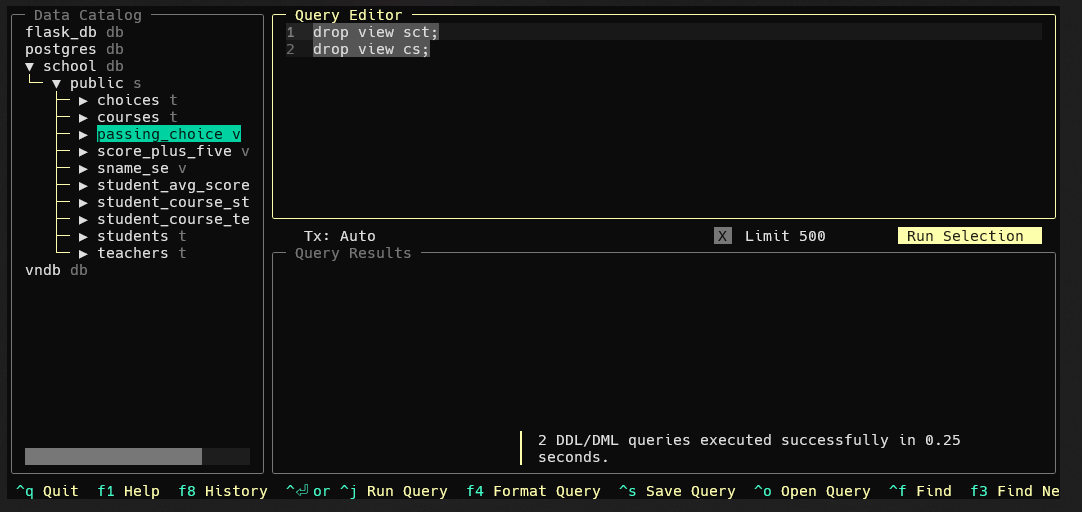 Data Catalog
flask_db db
postgres db
▼ school db
▼ public s
▶ choices t
▶ courses t
▶ passing_choice v
▶ score_plus_five v
▶ sname_se v
▶ student_avg_score
▶ student_course_st
▶ student_course_te
▶ students t
▶ teachers t
vndb db
Query Editor
1 drop view sct;
2 drop view cs;
Tx: Auto X Limit 500 Run Selection
Query Results
2 DDL/DML queries executed successfully in 0.25
seconds.
^q Quit f1 Help f8 History ^⏎ or ^j Run Query f4 Format Query ^s Save Query ^o Open Query ^f Find f3 Find Ne